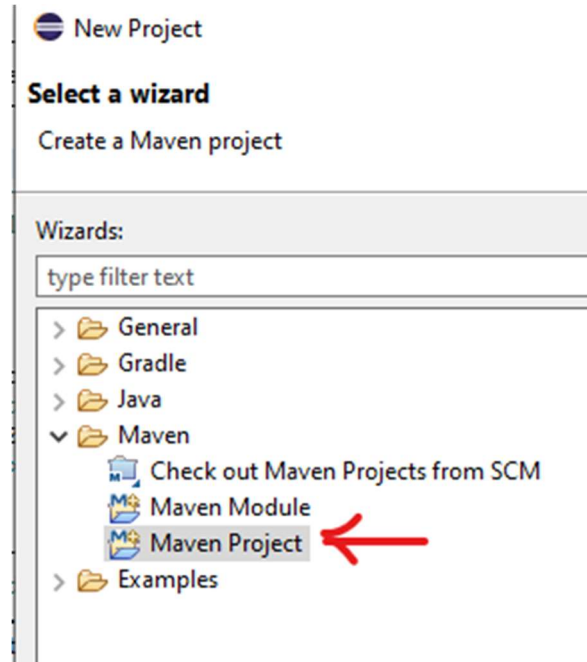 New Project
Select a wizard
Create a Maven project
Wizards:
type filter text
General
Gradle
Java
Maven
Check out Maven Projects from SCM
Maven Module
Maven Project
Examples